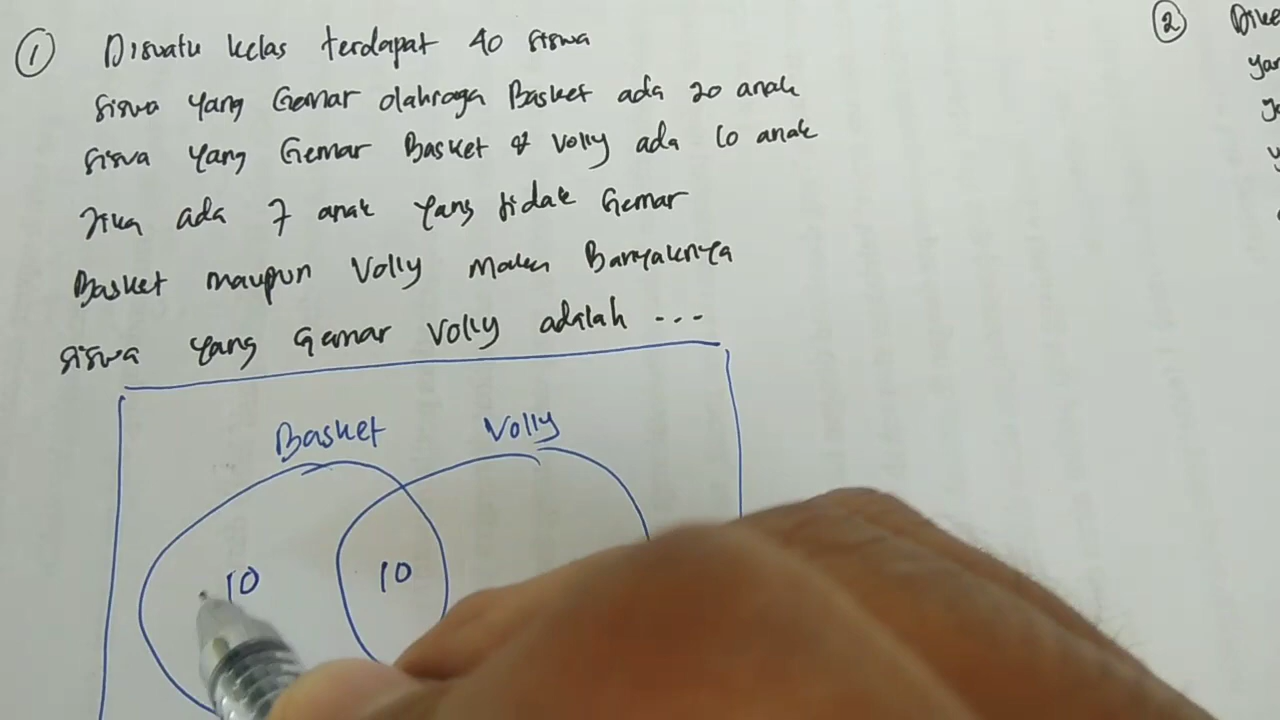 ① Disuatu kelas terdapat 40 siswa
siswa yang Gemar olahraga Basket ada 20 anak
siswa yang Gemar Basket & Volly ada 10 anak
Jika ada 7 anak yang tidak Gemar
Basket maupun Volly maka Banyaknya
siswa yang Gemar Volly adalah ...
Basket Volly
10 10
② Dike